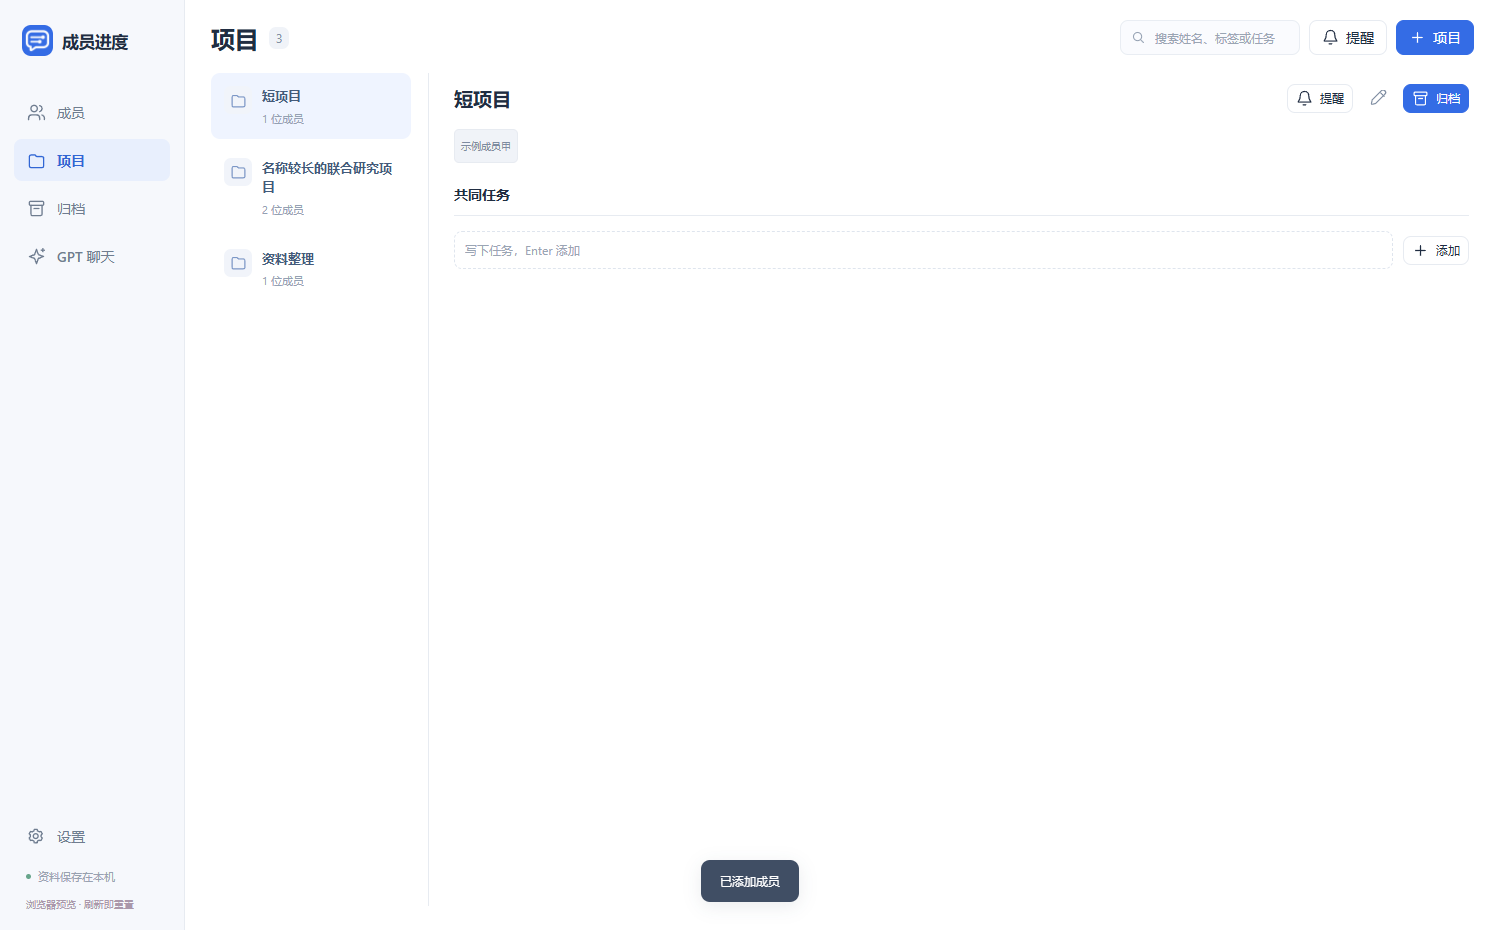 成员进度
成员
项目
归档
GPT 聊天
设置
资料保存在本机
浏览器预览 · 刷新即重置
项目 3
搜索姓名、标签或任务
提醒
项目
短项目
1 位成员
名称较长的联合研究项
目
2 位成员
资料整理
1 位成员
短项目
提醒
归档
示例成员甲
共同任务
写下任务，Enter 添加
添加
已添加成员